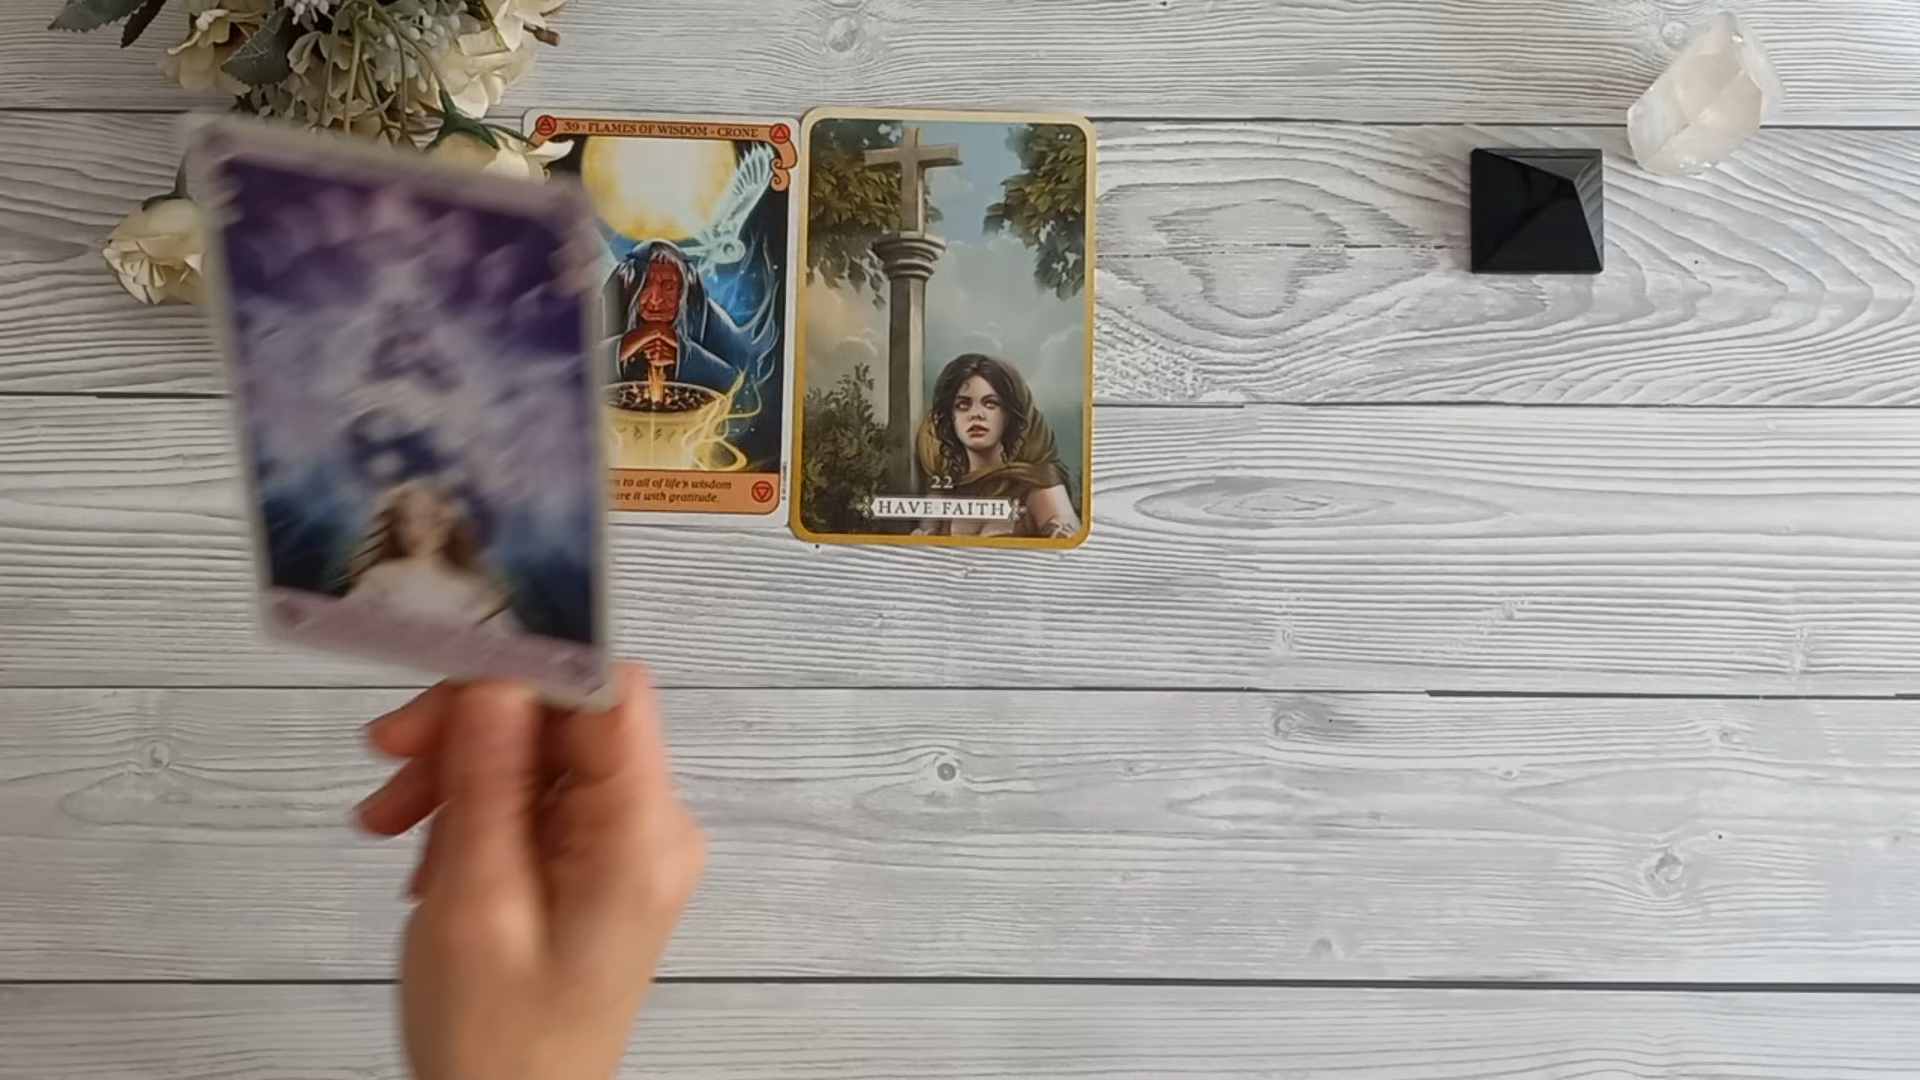 39 · FLAMES OF WISDOM - CRONE
to all of life's wisdom
it with gratitude.
22
HAVE FAITH